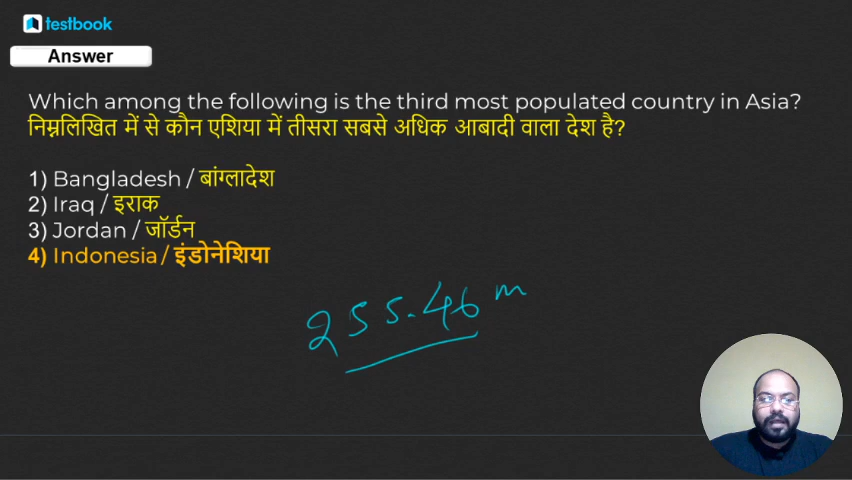 testbook
Answer
Which among the following is the third most populated country in Asia?
निम्नलिखित में से कौन एशिया में तीसरा सबसे अधिक आबादी वाला देश है?
1) Bangladesh / बांग्लादेश
2) Iraq / इराक
3) Jordan / जॉर्डन
4) Indonesia / इंडोनेशिया
255.46 m